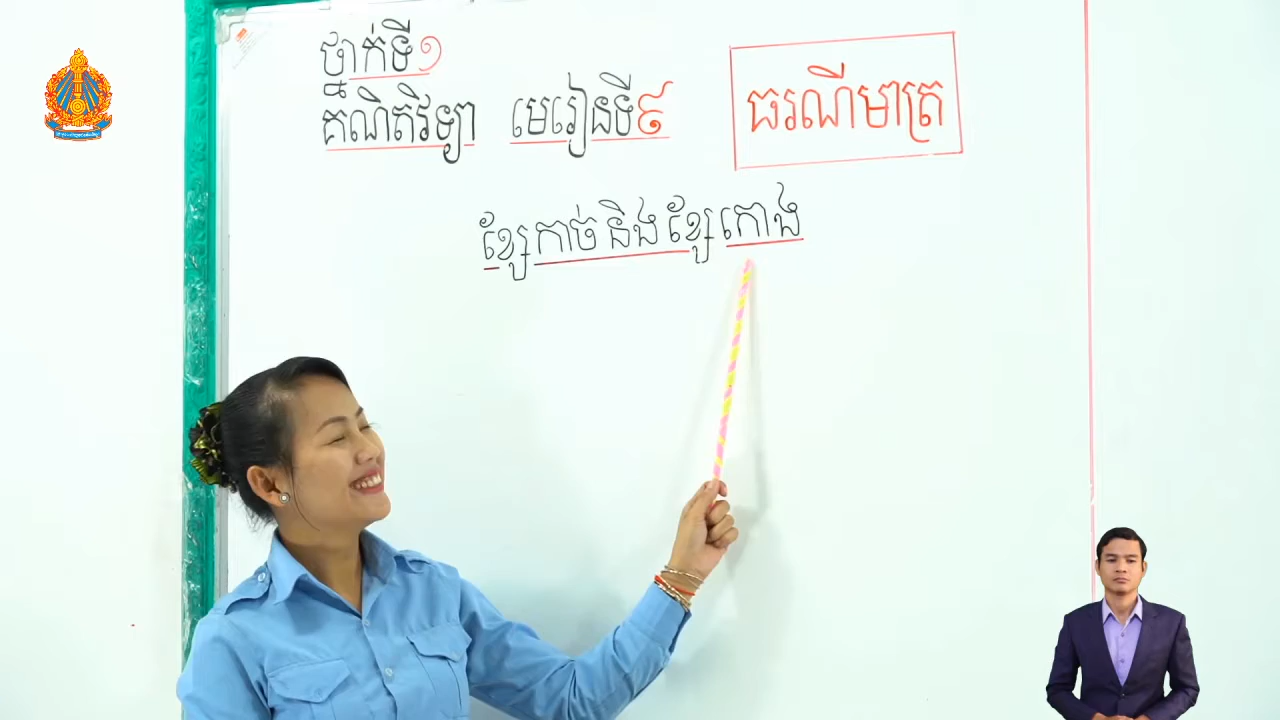 ថ្នាក់ទី១
គណិតវិទ្យា មេរៀនទី៩
ធរណីមាត្រ
ខ្សែកាច់ និង ខ្សែកោង